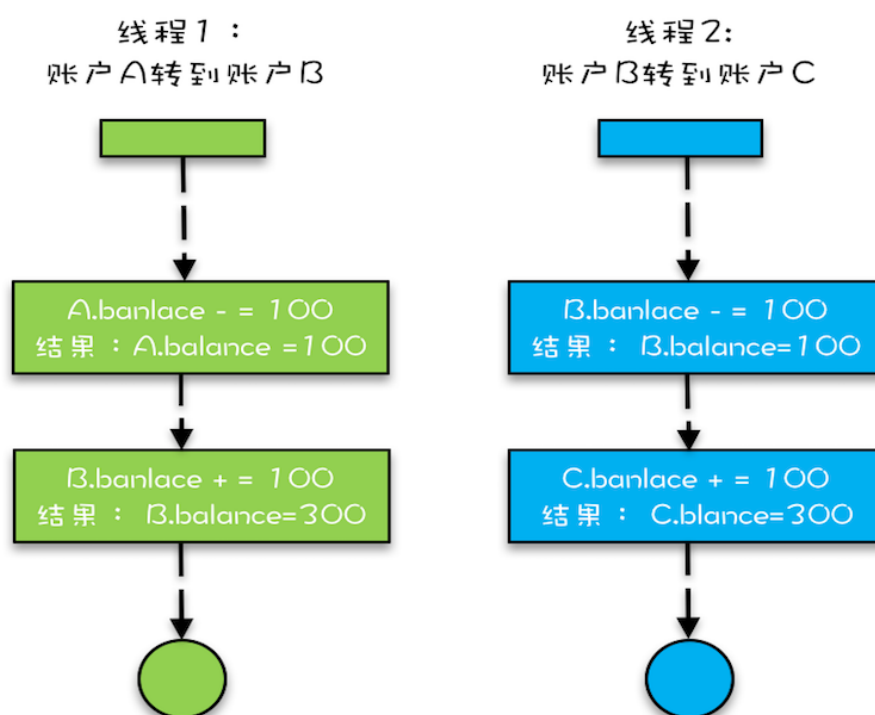 线程1：
账户A转到账户B
A.banlace - = 100
结果：A.balance =100
B.banlace + = 100
结果： B.balance=300
线程2:
账户B转到账户C
B.banlace - = 100
结果： B.balance=100
C.banlace + = 100
结果： C.blance=300